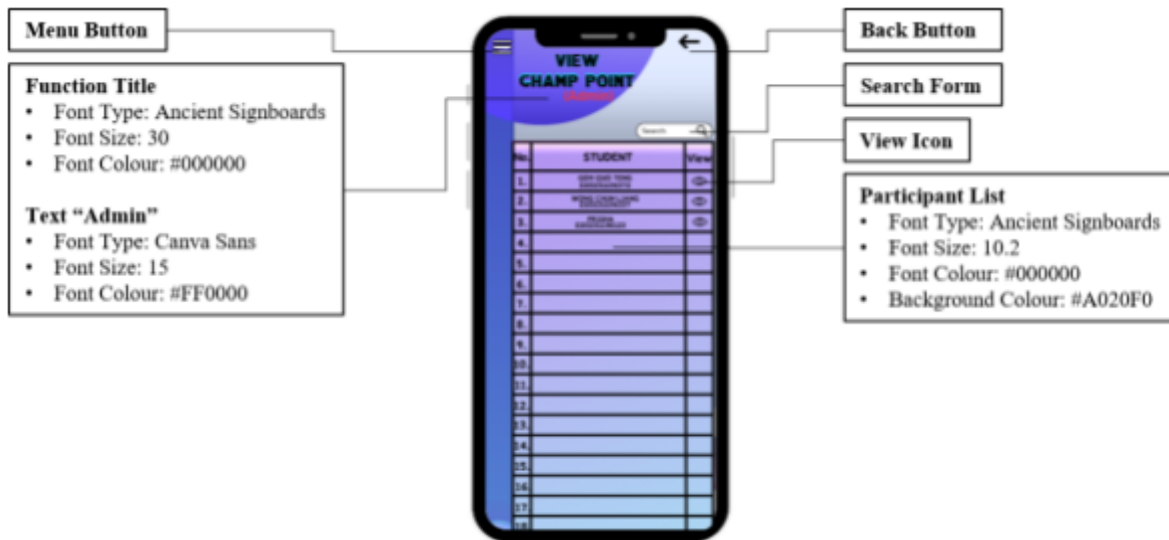 Menu Button
Function Title
• Font Type: Ancient Signboards
• Font Size: 30
• Font Colour: #000000
Text “Admin”
• Font Type: Canva Sans
• Font Size: 15
• Font Colour: #FF0000
VIEW
CHAMP POINT
Search
No. STUDENT View
1.
2.
3.
4.
5.
6.
7.
8.
9.
10.
11.
12.
13.
14.
15.
16.
17.
18.
Back Button
Search Form
View Icon
Participant List
• Font Type: Ancient Signboards
• Font Size: 10.2
• Font Colour: #000000
• Background Colour: #A020F0